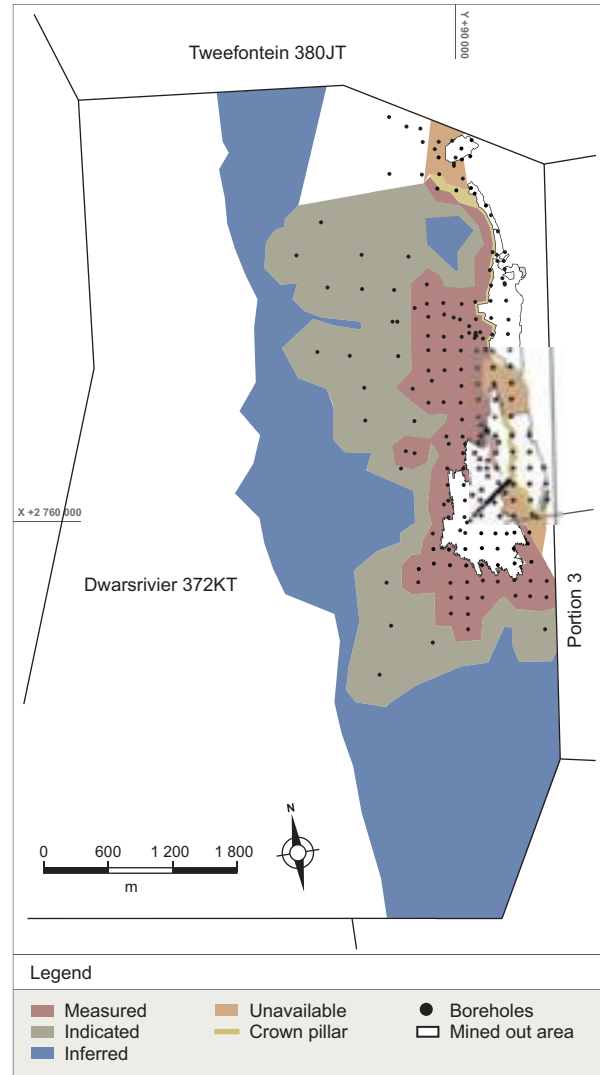 Tweefontein 380JT
Y +90 000
X +2 760 000
Dwarsrivier 372KT
Portion 3
N
0 600 1 200 1 800
m
Legend
Measured
Indicated
Inferred
Unavailable
Crown pillar
Boreholes
Mined out area